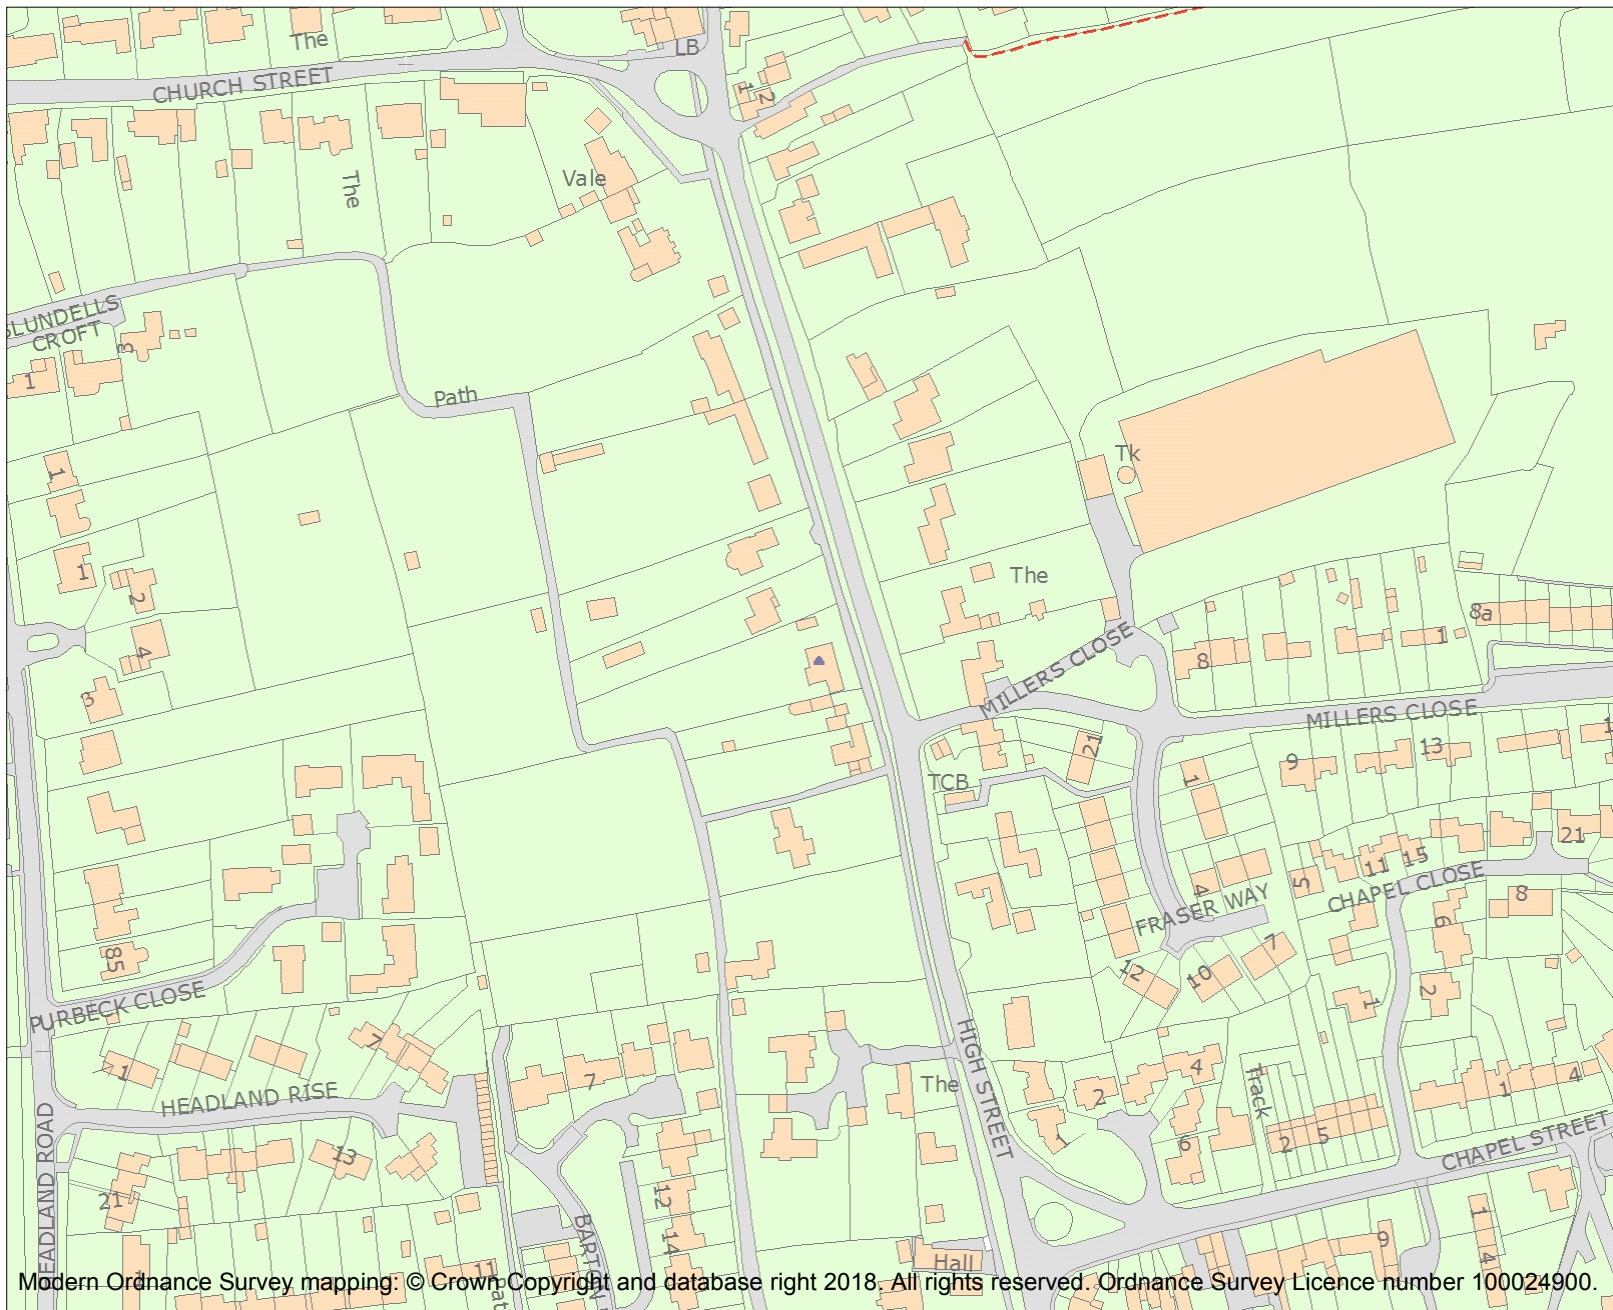 The
LB
CHURCH STREET
1
2
The
Vale
BLUNDELLS
CROFT
3
1
Path
1
Tk
1
The
2
8a
4
8
1
MILLERS CLOSE
3
MILLERS CLOSE
21
13
9
TCB
1
21
11
15
5
4
CHAPEL CLOSE
FRASER WAY
8
6
85
7
12
10
2
1
PURBECK CLOSE
7
1
HIGH STREET
HEADLAND RISE
7
The
4
2
Track
1
4
1
6
2
5
CHAPEL STREET
HEADLAND ROAD
13
21
12
14
BARTON
1
4
9
Hall
11
1
Modern Ordnance Survey mapping: © Crown Copyright and database right 2018. All rights reserved. Ordnance Survey Licence number 100024900.